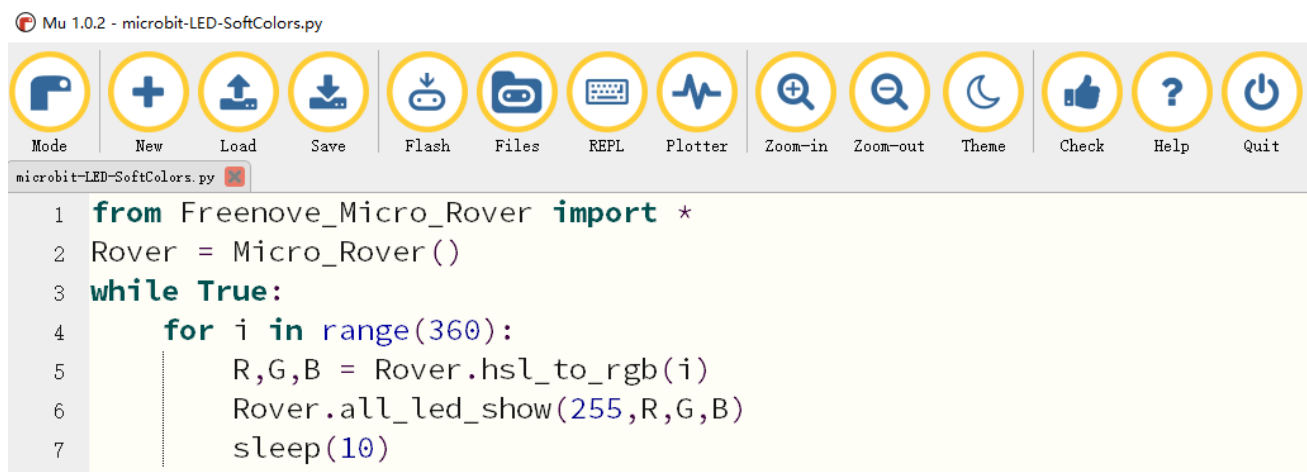 Mu 1.0.2 - microbit-LED-SoftColors.py
Mode New Load Save Flash Files REPL Plotter Zoom-in Zoom-out Theme Check Help Quit
microbit-LED-SoftColors.py
1 from Freenove_Micro_Rover import *
2 Rover = Micro_Rover()
3 while True:
4     for i in range(360):
5         R,G,B = Rover.hsl_to_rgb(i)
6         Rover.all_led_show(255,R,G,B)
7         sleep(10)